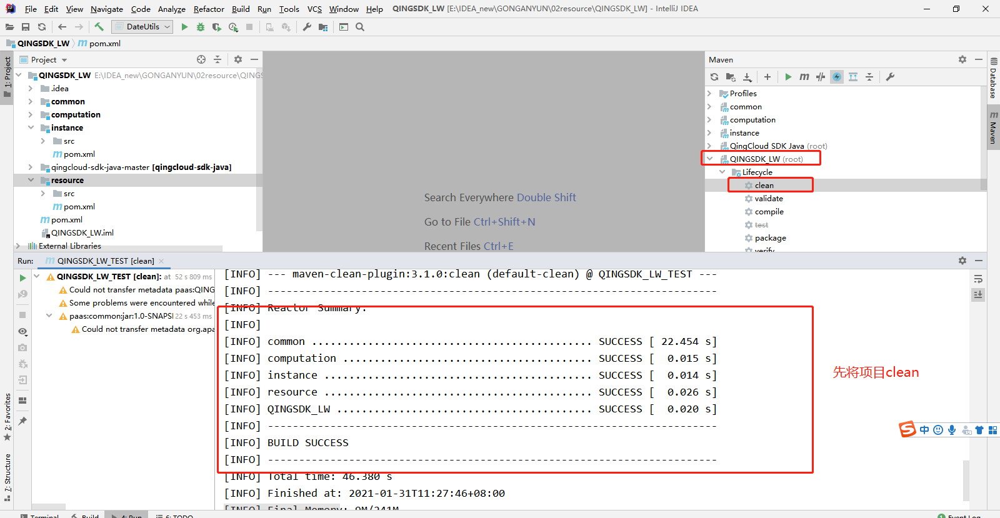 File Edit View Navigate Code Analyze Refactor Build Run Tools VCS Window Help QINGSDK_LW [E:\IDEA_new\GONGANYUN\02resource\QINGSDK_LW] - IntelliJ IDEA
DateUtils
QINGSDK_LW pom.xml
1: Project
Project
QINGSDK_LW E:\IDEA_new\GONGANYUN\02resource\QINGS
.idea
common
computation
instance
src
pom.xml
qingcloud-sdk-java-master [qingcloud-sdk-java]
resource
src
pom.xml
pom.xml
QINGSDK_LW.iml
External Libraries
Search Everywhere Double Shift
Go to File Ctrl+Shift+N
Recent Files Ctrl+E
Maven
Profiles
common
computation
instance
QingCloud SDK Java (root)
QINGSDK_LW (root)
Lifecycle
clean
validate
compile
test
package
verify
Database
Maven
Run: QINGSDK_LW_TEST [clean]
QINGSDK_LW_TEST [clean]: at 52 s 809 ms
Could not transfer metadata paas:QING
Some problems were encountered while
paas:common:jar:1.0-SNAPSI 22 s 453 ms
Could not transfer metadata org.apa
[INFO] --- maven-clean-plugin:3.1.0:clean (default-clean) @ QINGSDK_LW_TEST ---
[INFO] ------------------------------------------------------------------------
[INFO] Reactor Summary:
[INFO]
[INFO] common ............................................. SUCCESS [ 22.454 s]
[INFO] computation ........................................ SUCCESS [  0.015 s]
[INFO] instance ........................................... SUCCESS [  0.014 s]
[INFO] resource ........................................... SUCCESS [  0.026 s]
[INFO] QINGSDK_LW ......................................... SUCCESS [  0.020 s]
[INFO] ------------------------------------------------------------------------
[INFO] BUILD SUCCESS
[INFO] ------------------------------------------------------------------------
[INFO] Total time: 46.380 s
[INFO] Finished at: 2021-01-31T11:27:46+08:00
[INFO] Final Memory: 9M/241M
先将项目clean
中
2: Favorites
7: Structure
Terminal Build 4: Run 6: TODO
1 Event Log